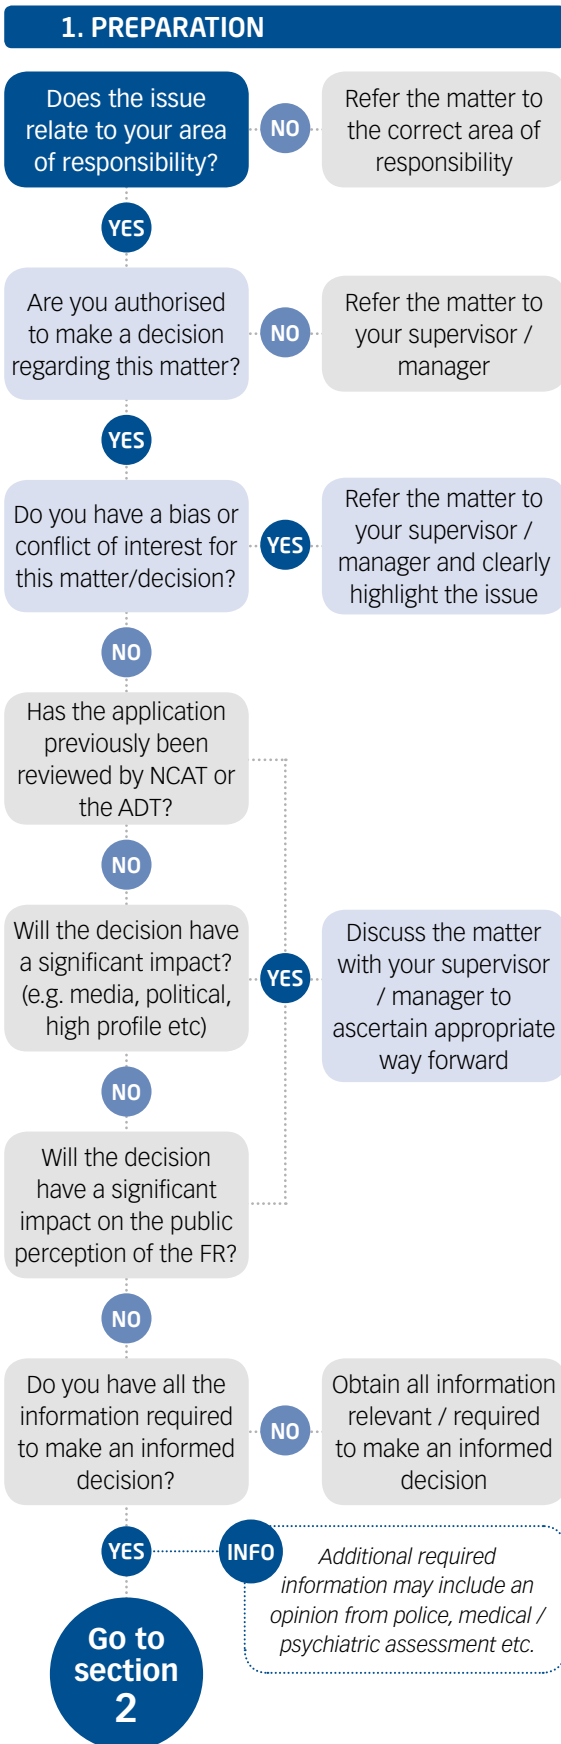 1. PREPARATION
Does the issue
relate to your area
of responsibility?
NO
Refer the matter to
the correct area of
responsibility
YES
Are you authorised
to make a decision
regarding this matter?
NO
Refer the matter to
your supervisor /
manager
YES
Do you have a bias or
conflict of interest for
this matter/decision?
YES
Refer the matter to
your supervisor /
manager and clearly
highlight the issue
NO
Has the application
previously been
reviewed by NCAT or
the ADT?
NO
Will the decision have
a significant impact?
(e.g. media, political,
high profile etc)
YES
Discuss the matter
with your supervisor
/ manager to
ascertain appropriate
way forward
NO
Will the decision
have a significant
impact on the public
perception of the FR?
NO
Do you have all the
information required
to make an informed
decision?
NO
Obtain all information
relevant / required
to make an informed
decision
YES
INFO
Additional required
information may include an
opinion from police, medical /
psychiatric assessment etc.
Go to
section
2